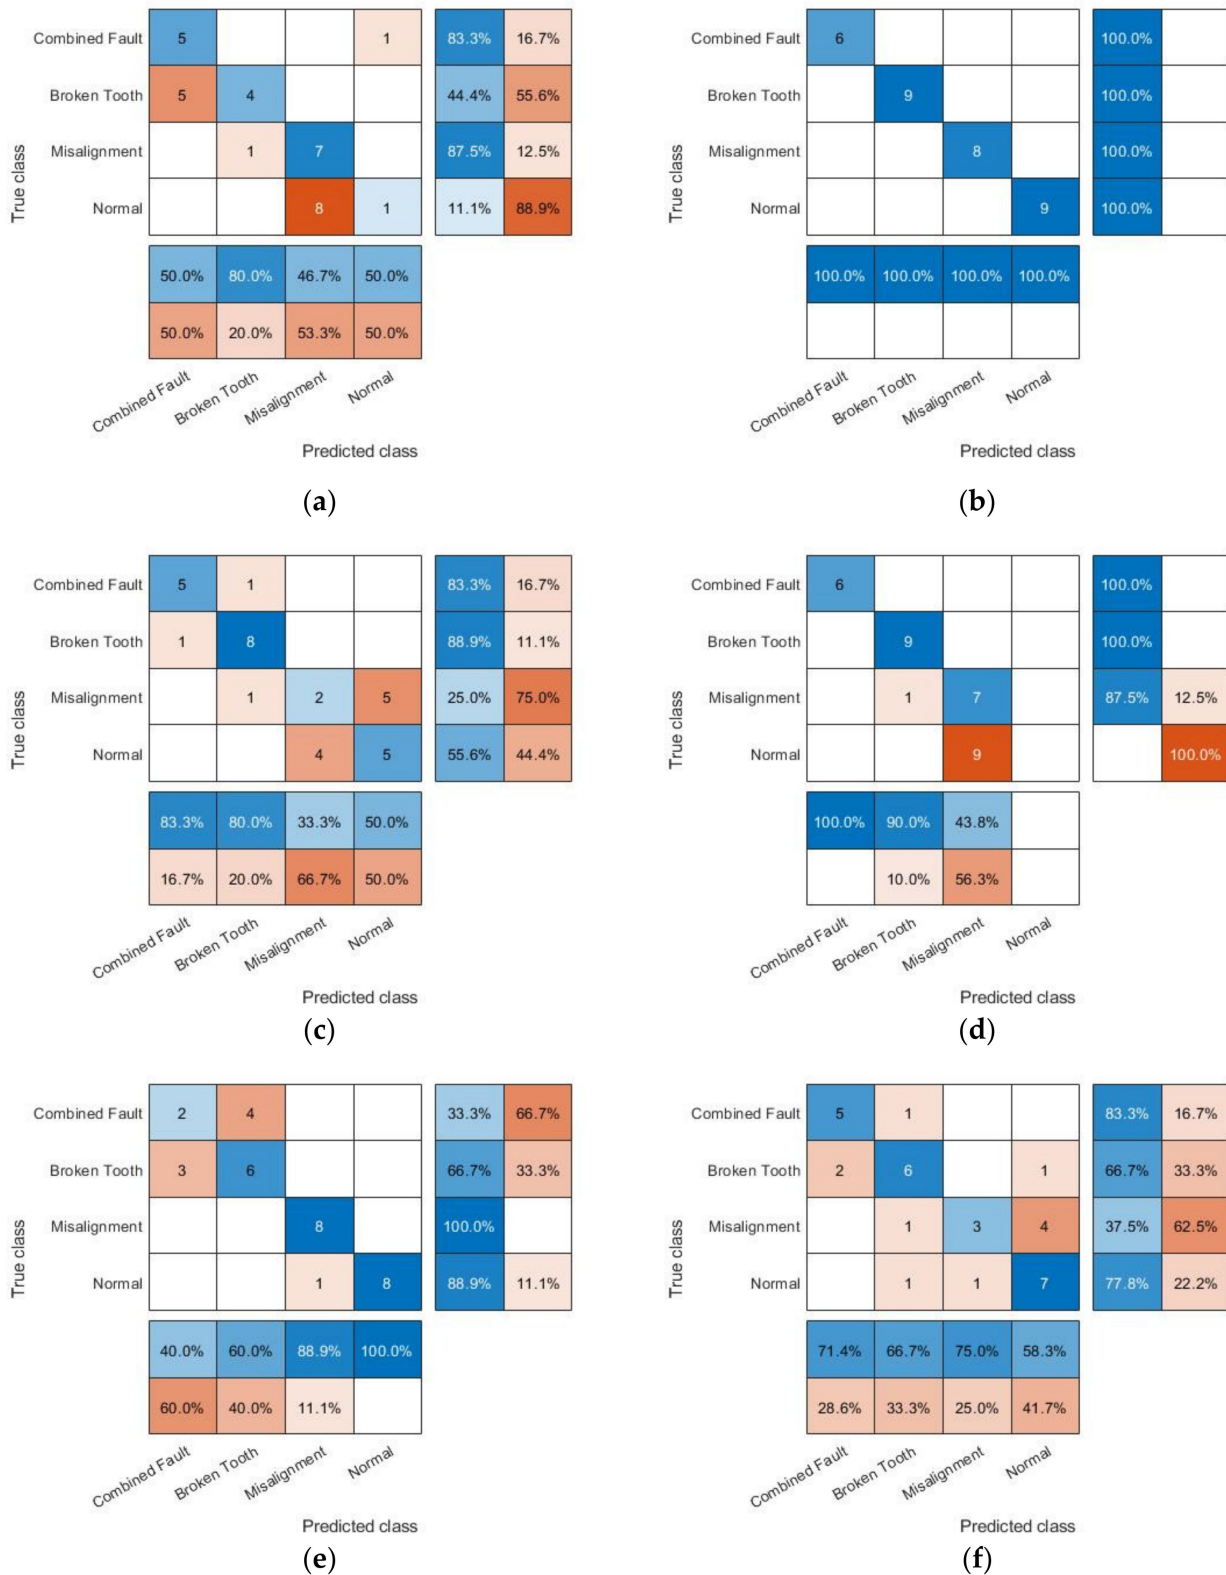 Combined Fault 5 1 83.3% 16.7%
Broken Tooth 5 4 44.4% 55.6%
Misalignment 1 7 87.5% 12.5%
Normal 8 1 11.1% 88.9%
True class
50.0% 80.0% 46.7% 50.0%
50.0% 20.0% 53.3% 50.0%
Combined Fault Broken Tooth Misalignment Normal
Predicted class
(a)
Combined Fault 6 100.0%
Broken Tooth 9 100.0%
Misalignment 8 100.0%
Normal 9 100.0%
True class
100.0% 100.0% 100.0% 100.0%
Combined Fault Broken Tooth Misalignment Normal
Predicted class
(b)
Combined Fault 5 1 83.3% 16.7%
Broken Tooth 1 8 88.9% 11.1%
Misalignment 1 2 5 25.0% 75.0%
Normal 4 5 55.6% 44.4%
True class
83.3% 80.0% 33.3% 50.0%
16.7% 20.0% 66.7% 50.0%
Combined Fault Broken Tooth Misalignment Normal
Predicted class
(c)
Combined Fault 6 100.0%
Broken Tooth 9 100.0%
Misalignment 1 7 87.5% 12.5%
Normal 9 100.0%
True class
100.0% 90.0% 43.8%
10.0% 56.3%
Combined Fault Broken Tooth Misalignment Normal
Predicted class
(d)
Combined Fault 2 4 33.3% 66.7%
Broken Tooth 3 6 66.7% 33.3%
Misalignment 8 100.0%
Normal 1 8 88.9% 11.1%
True class
40.0% 60.0% 88.9% 100.0%
60.0% 40.0% 11.1%
Combined Fault Broken Tooth Misalignment Normal
Predicted class
(e)
Combined Fault 5 1 83.3% 16.7%
Broken Tooth 2 6 1 66.7% 33.3%
Misalignment 1 3 4 37.5% 62.5%
Normal 1 1 7 77.8% 22.2%
True class
71.4% 66.7% 75.0% 58.3%
28.6% 33.3% 25.0% 41.7%
Combined Fault Broken Tooth Misalignment Normal
Predicted class
(f)